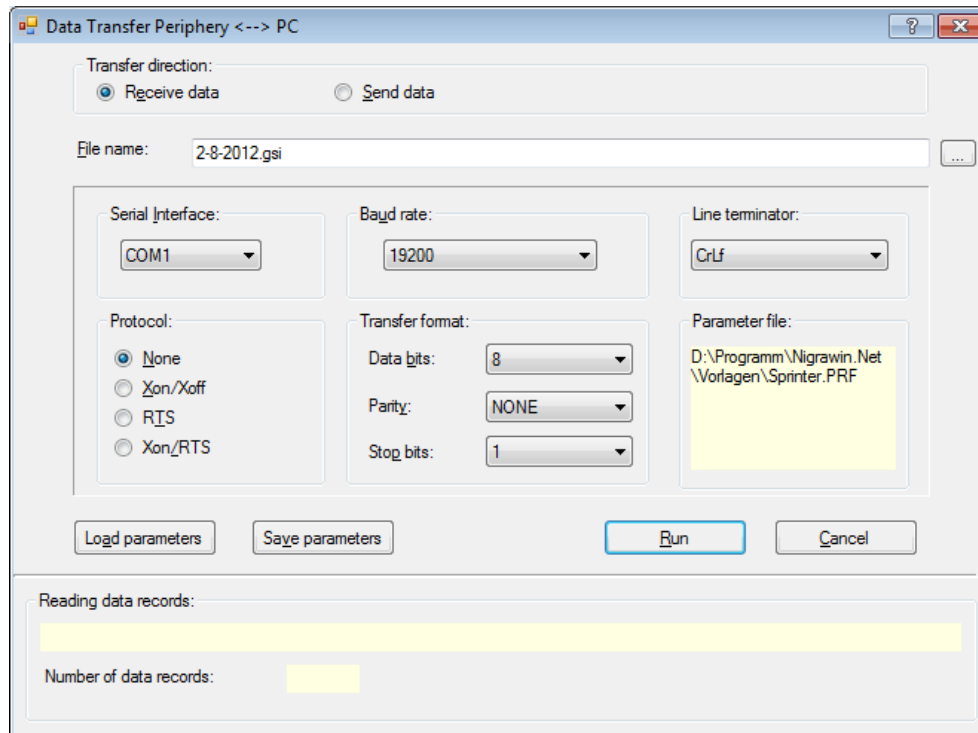 Data Transfer Periphery <--> PC
?
X
Transfer direction:
Receive data
Send data
File name:
2-8-2012.gsi
...
Serial Interface:
COM1
Baud rate:
19200
Line terminator:
CrLf
Protocol:
None
Xon/Xoff
RTS
Xon/RTS
Transfer format:
Data bits:
8
Parity:
NONE
Stop bits:
1
Parameter file:
D:\Programm\Nigrawin.Net
\Vorlagen\Sprinter.PRF
Load parameters
Save parameters
Run
Cancel
Reading data records:
Number of data records: